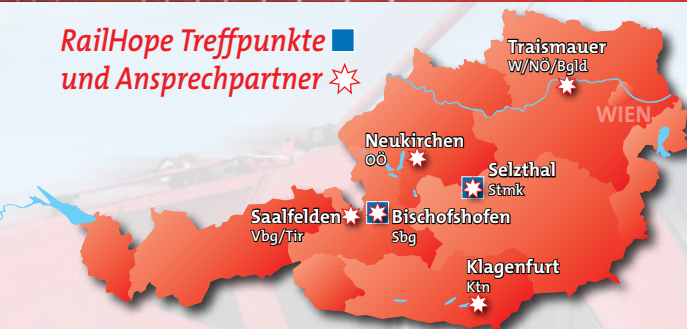 RailHope Treffpunkte
und Ansprechpartner
Traismauer
W/NÖ/Bgld
WIEN
Neukirchen
OÖ
Selzthal
Stmk
Saalfelden
Vbg/Tir
Bischofshofen
Sbg
Klagenfurt
Ktn